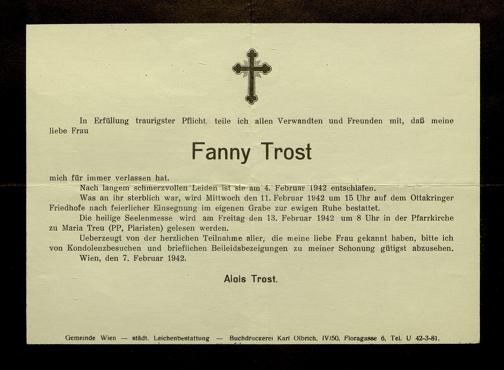 In Erfüllung traurigster Pflicht teile ich allen Verwandten und Freunden mit, daß meine
liebe Frau
Fanny Trost
mich für immer verlassen hat.
Nach langem schmerzvollen Leiden ist sie am 4. Februar 1942 entschlafen.
Was an ihr sterblich war, wird Mittwoch den 11. Februar 1942 um 15 Uhr auf dem Ottakringer
Friedhofe nach feierlicher Einsegnung im eigenen Grabe zur ewigen Ruhe bestattet.
Die heilige Seelenmesse wird am Freitag den 13. Februar 1942 um 8 Uhr in der Pfarrkirche
zu Maria Treu (PP, Piaristen) gelesen werden.
Ueberzeugt von der herzlichen Teilnahme aller, die meine liebe Frau gekannt haben, bitte ich
von Kondolenzbesuchen und brieflichen Beileidsbezeigungen zu meiner Schonung gütigst abzusehen.
Wien, den 7. Februar 1942.
Alois Trost.
Gemeinde Wien — städt. Leichenbestattung — Buchdruckerei Karl Olbrich, IV/50, Floragasse 6, Tel. U 42-3-81.